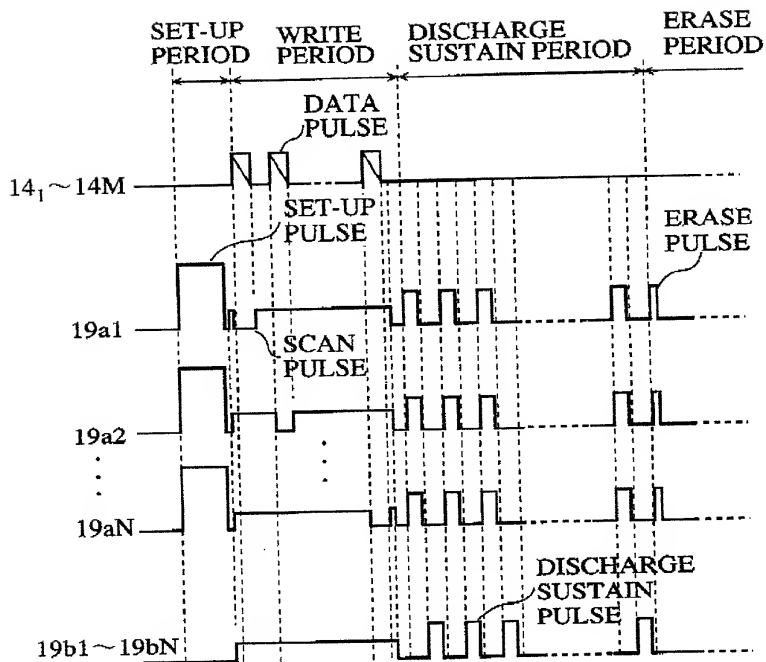 SET-UP PERIOD
WRITE PERIOD
DISCHARGE SUSTAIN PERIOD
ERASE PERIOD
DATA PULSE
14₁～14M
SET-UP PULSE
ERASE PULSE
19a1
SCAN PULSE
19a2
19aN
DISCHARGE SUSTAIN PULSE
19b1～19bN